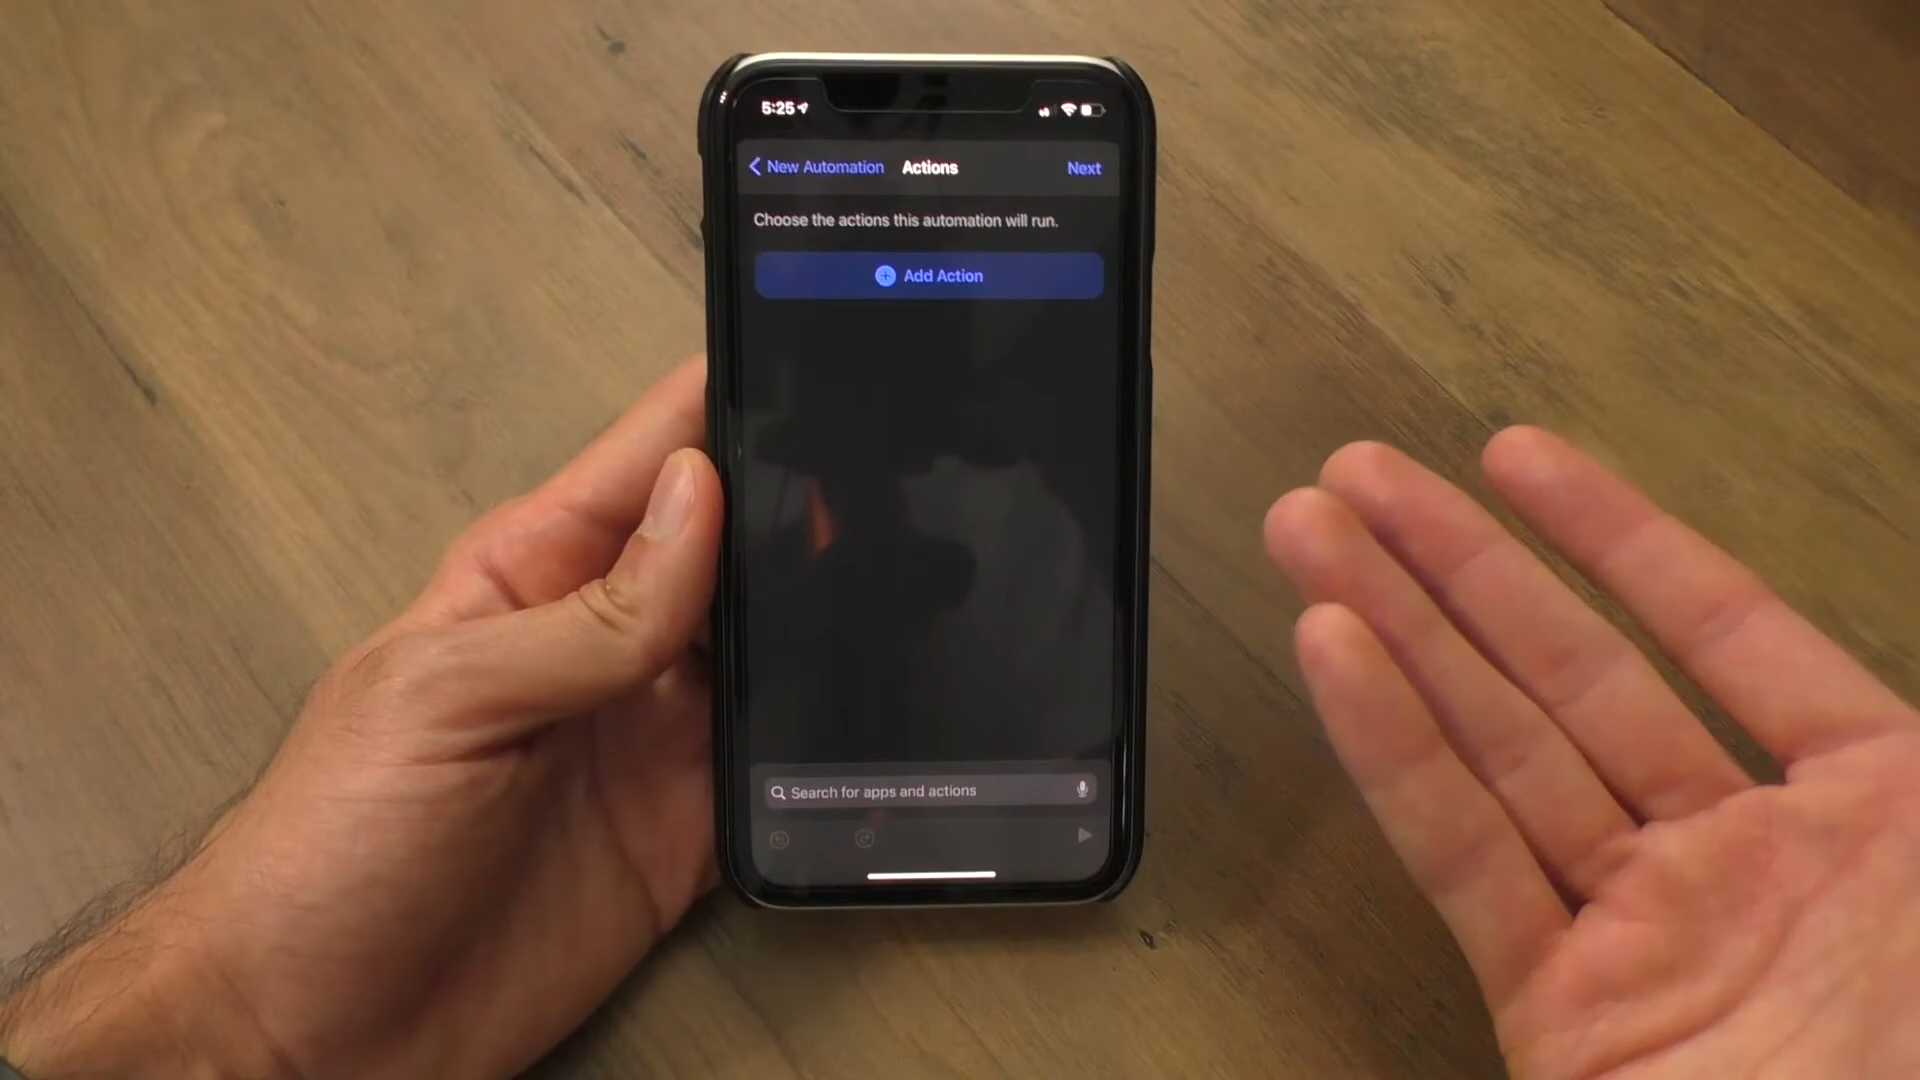 5:25
New Automation
Actions
Next
Choose the actions this automation will run.
Add Action
Search for apps and actions